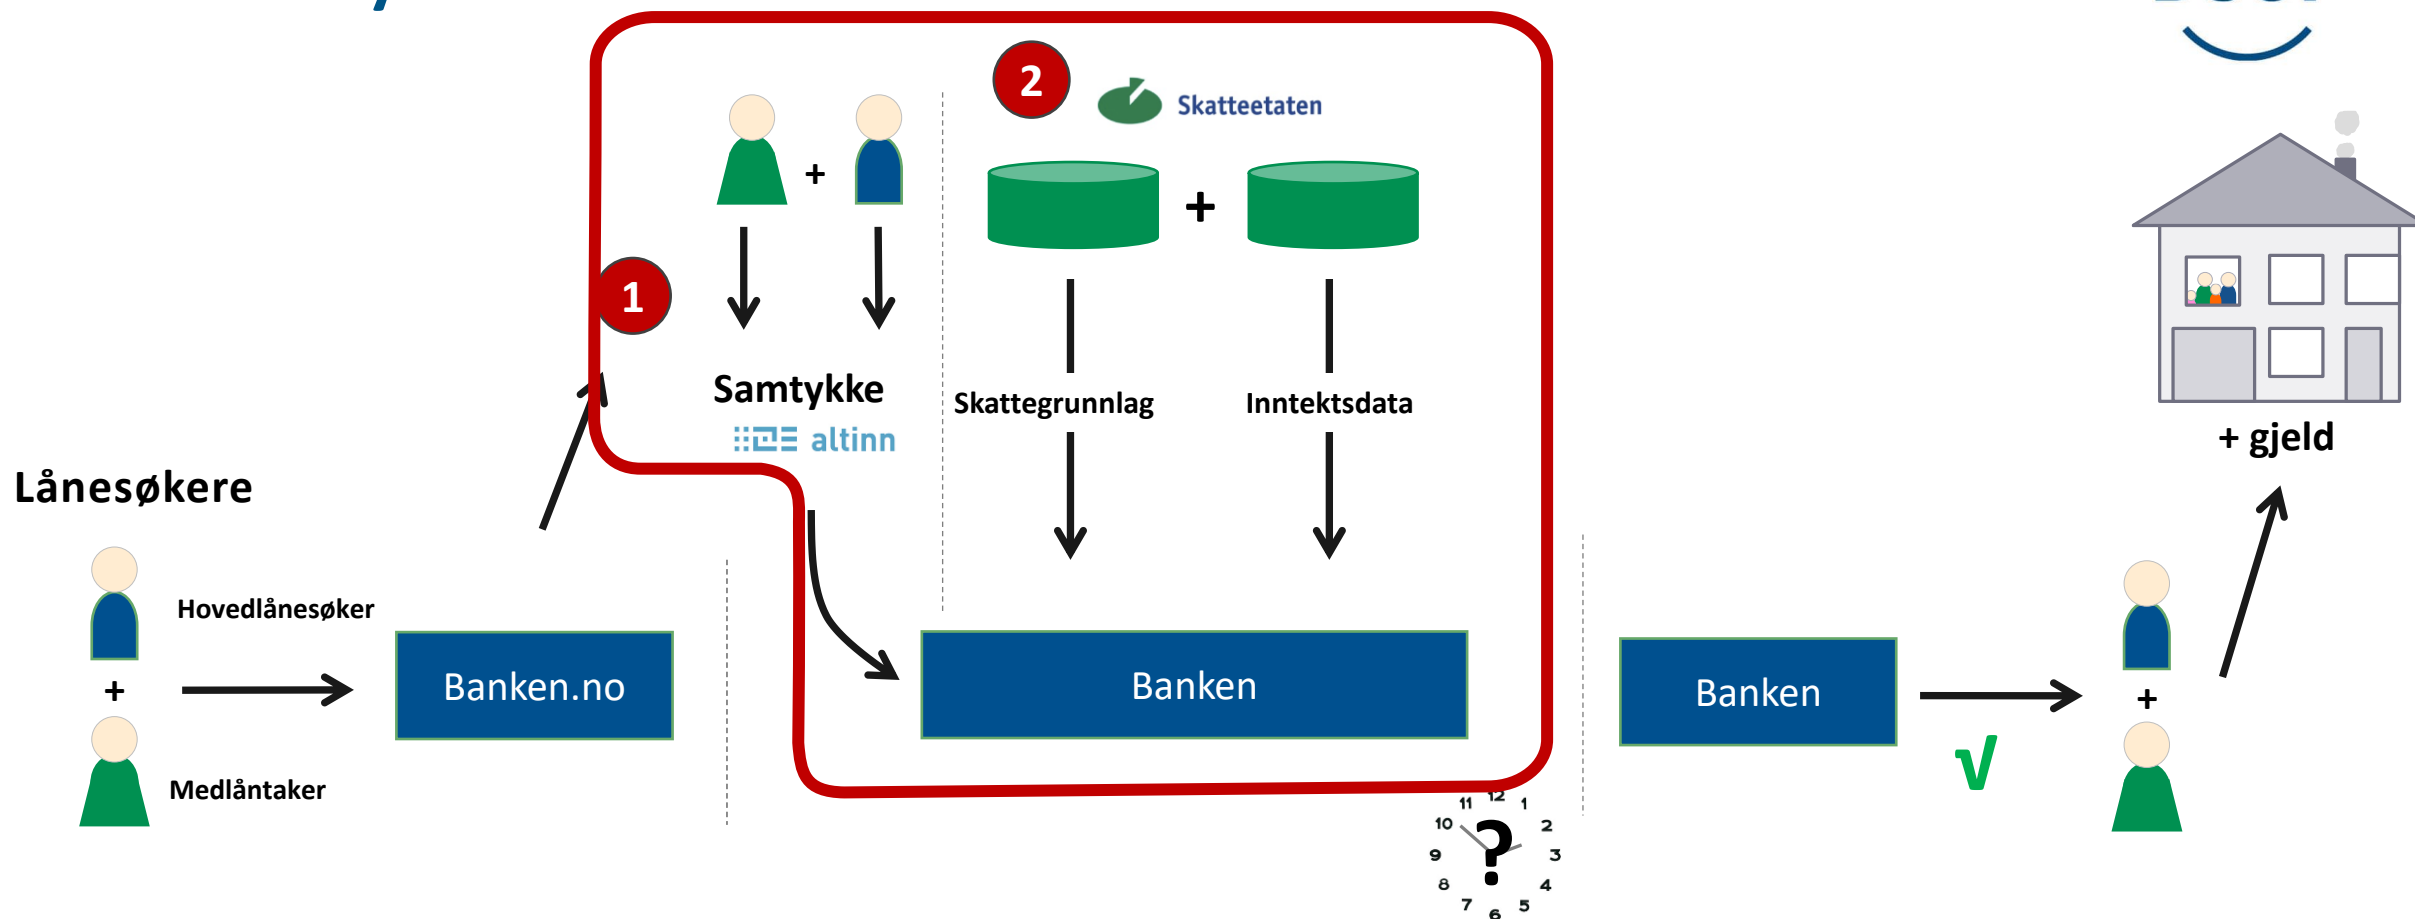 2
Skatteetaten
+
+
1
Samtykke
altinn
Skattegrunnlag
Inntektsdata
+ gjeld
Lånesøkere
Hovedlånesøker
+
Medlåntaker
Banken.no
Banken
Banken
√
+
11 12 1
10 2
9 ? 3
8 4
7 6 5